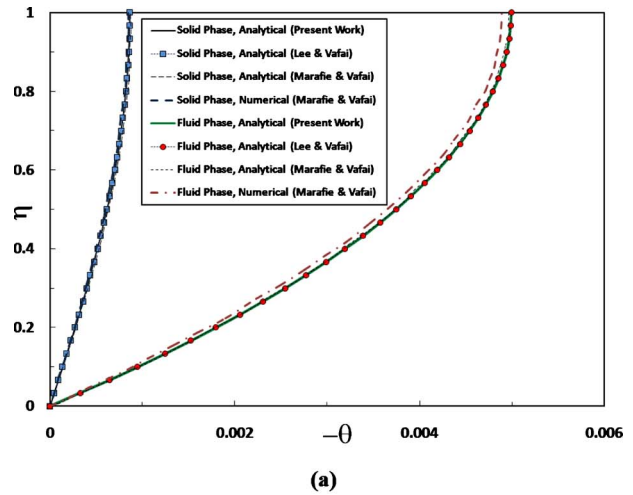 1
0.8
0.6
0.4
0.2
0
η
Solid Phase, Analytical (Present Work)
Solid Phase, Analytical (Lee & Vafai)
Solid Phase, Analytical (Marafie & Vafai)
Solid Phase, Numerical (Marafie & Vafai)
Fluid Phase, Analytical (Present Work)
Fluid Phase, Analytical (Lee & Vafai)
Fluid Phase, Analytical (Marafie & Vafai)
Fluid Phase, Numerical (Marafie & Vafai)
0 0.002 0.004 0.006
−θ
(a)